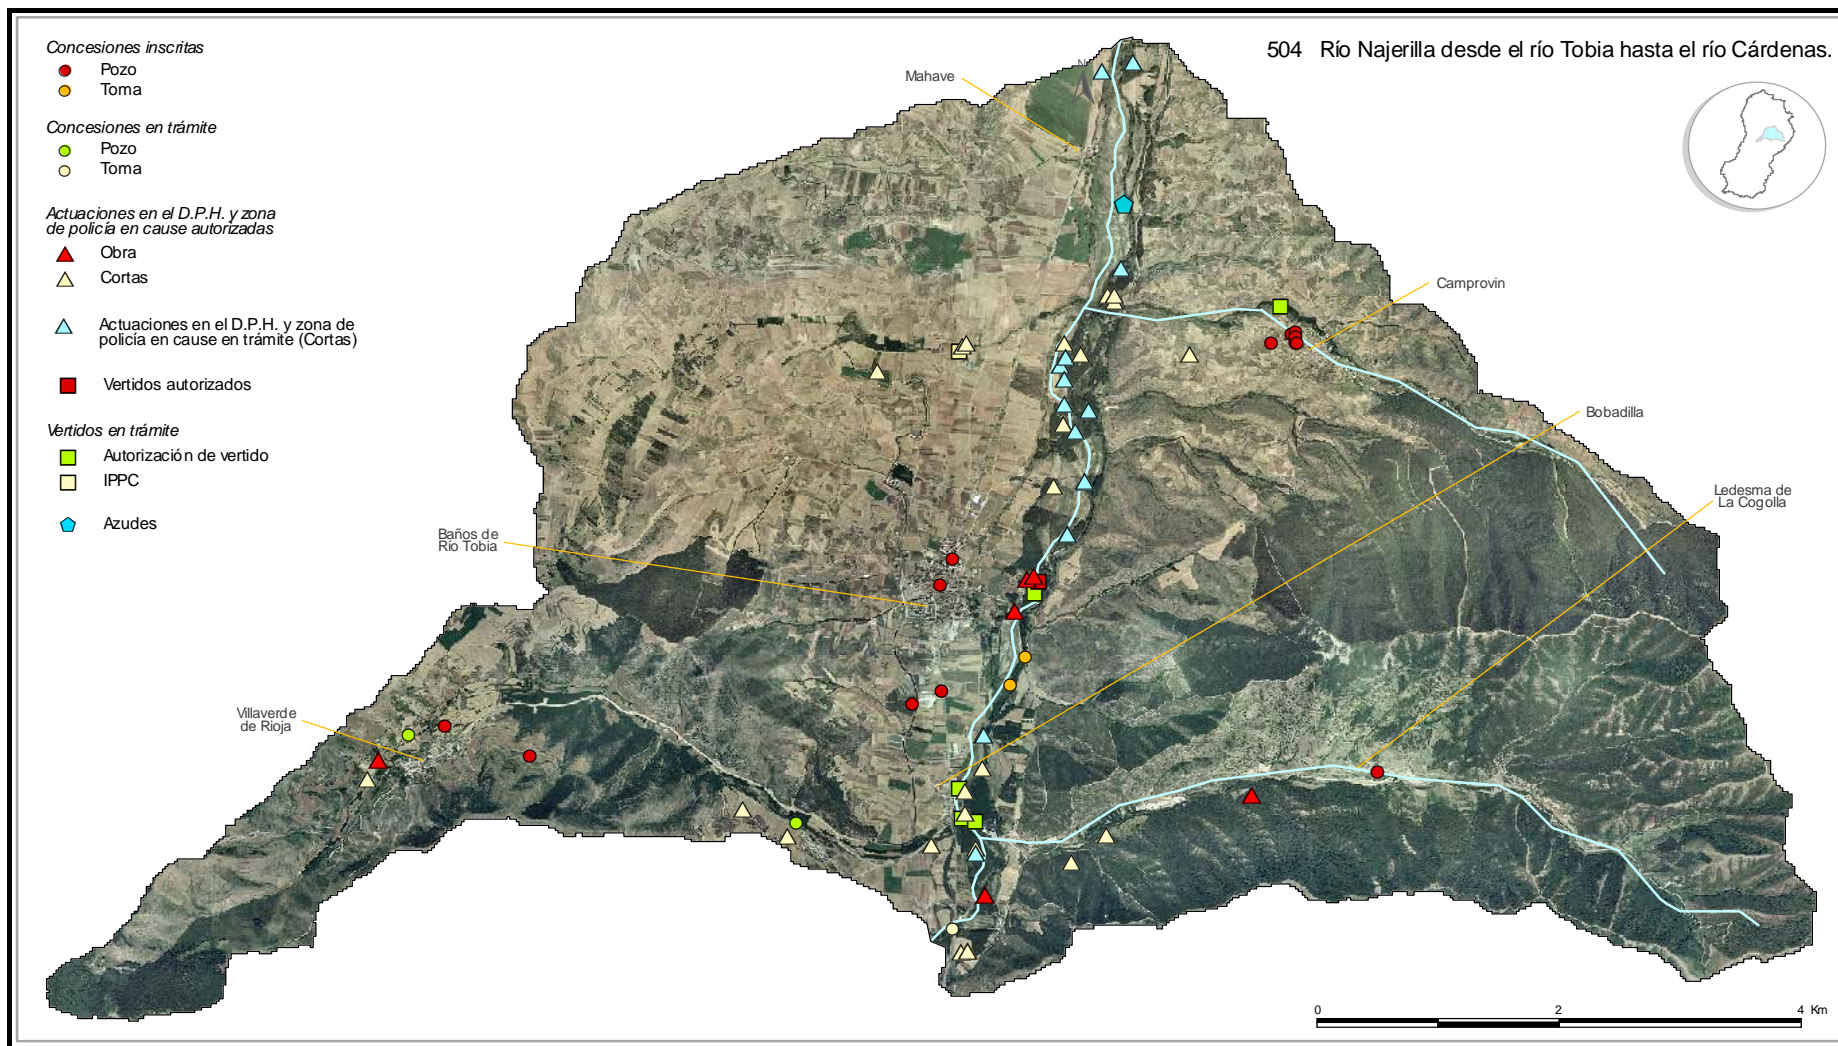 504 Río Najerilla desde el río Tobia hasta el río Cárdenas.
Concesiones inscritas
Pozo
Toma
Concesiones en trámite
Pozo
Toma
Actuaciones en el D.P.H. y zona
de policía en cause autorizadas
Obra
Cortas
Actuaciones en el D.P.H. y zona de
policía en cause en trámite (Cortas)
Vertidos autorizados
Vertidos en trámite
Autorización de vertido
IPPC
Azudes
Mahave
N
Camprovin
Bobadilla
Ledesma de
La Cogolla
Baños de
Río Tobia
Villaverde
de Rioja
0 2 4 Km